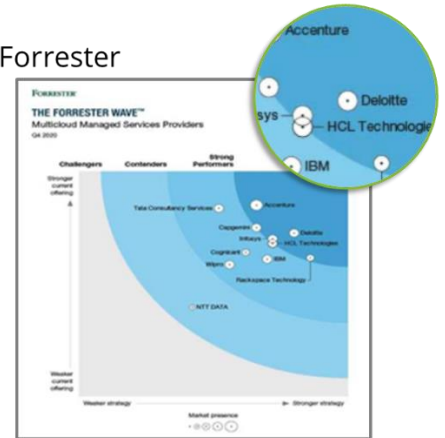 Forrester
Accenture
Deloitte
sys
HCL Technologie
IBM
FORRESTER
THE FORRESTER WAVE™
Multicloud Managed Services Providers
Q4 2020
Challengers
Contenders
Strong
Performers
Stronger
current
offering
Tata Consultancy Services
Accenture
Capgemini
Deloitte
Infosys
HCL Technologies
Cognizant
IBM
Wipro
Rackspace Technology
NTT DATA
Weaker
current
offering
Weaker strategy
Stronger strategy
Market presence